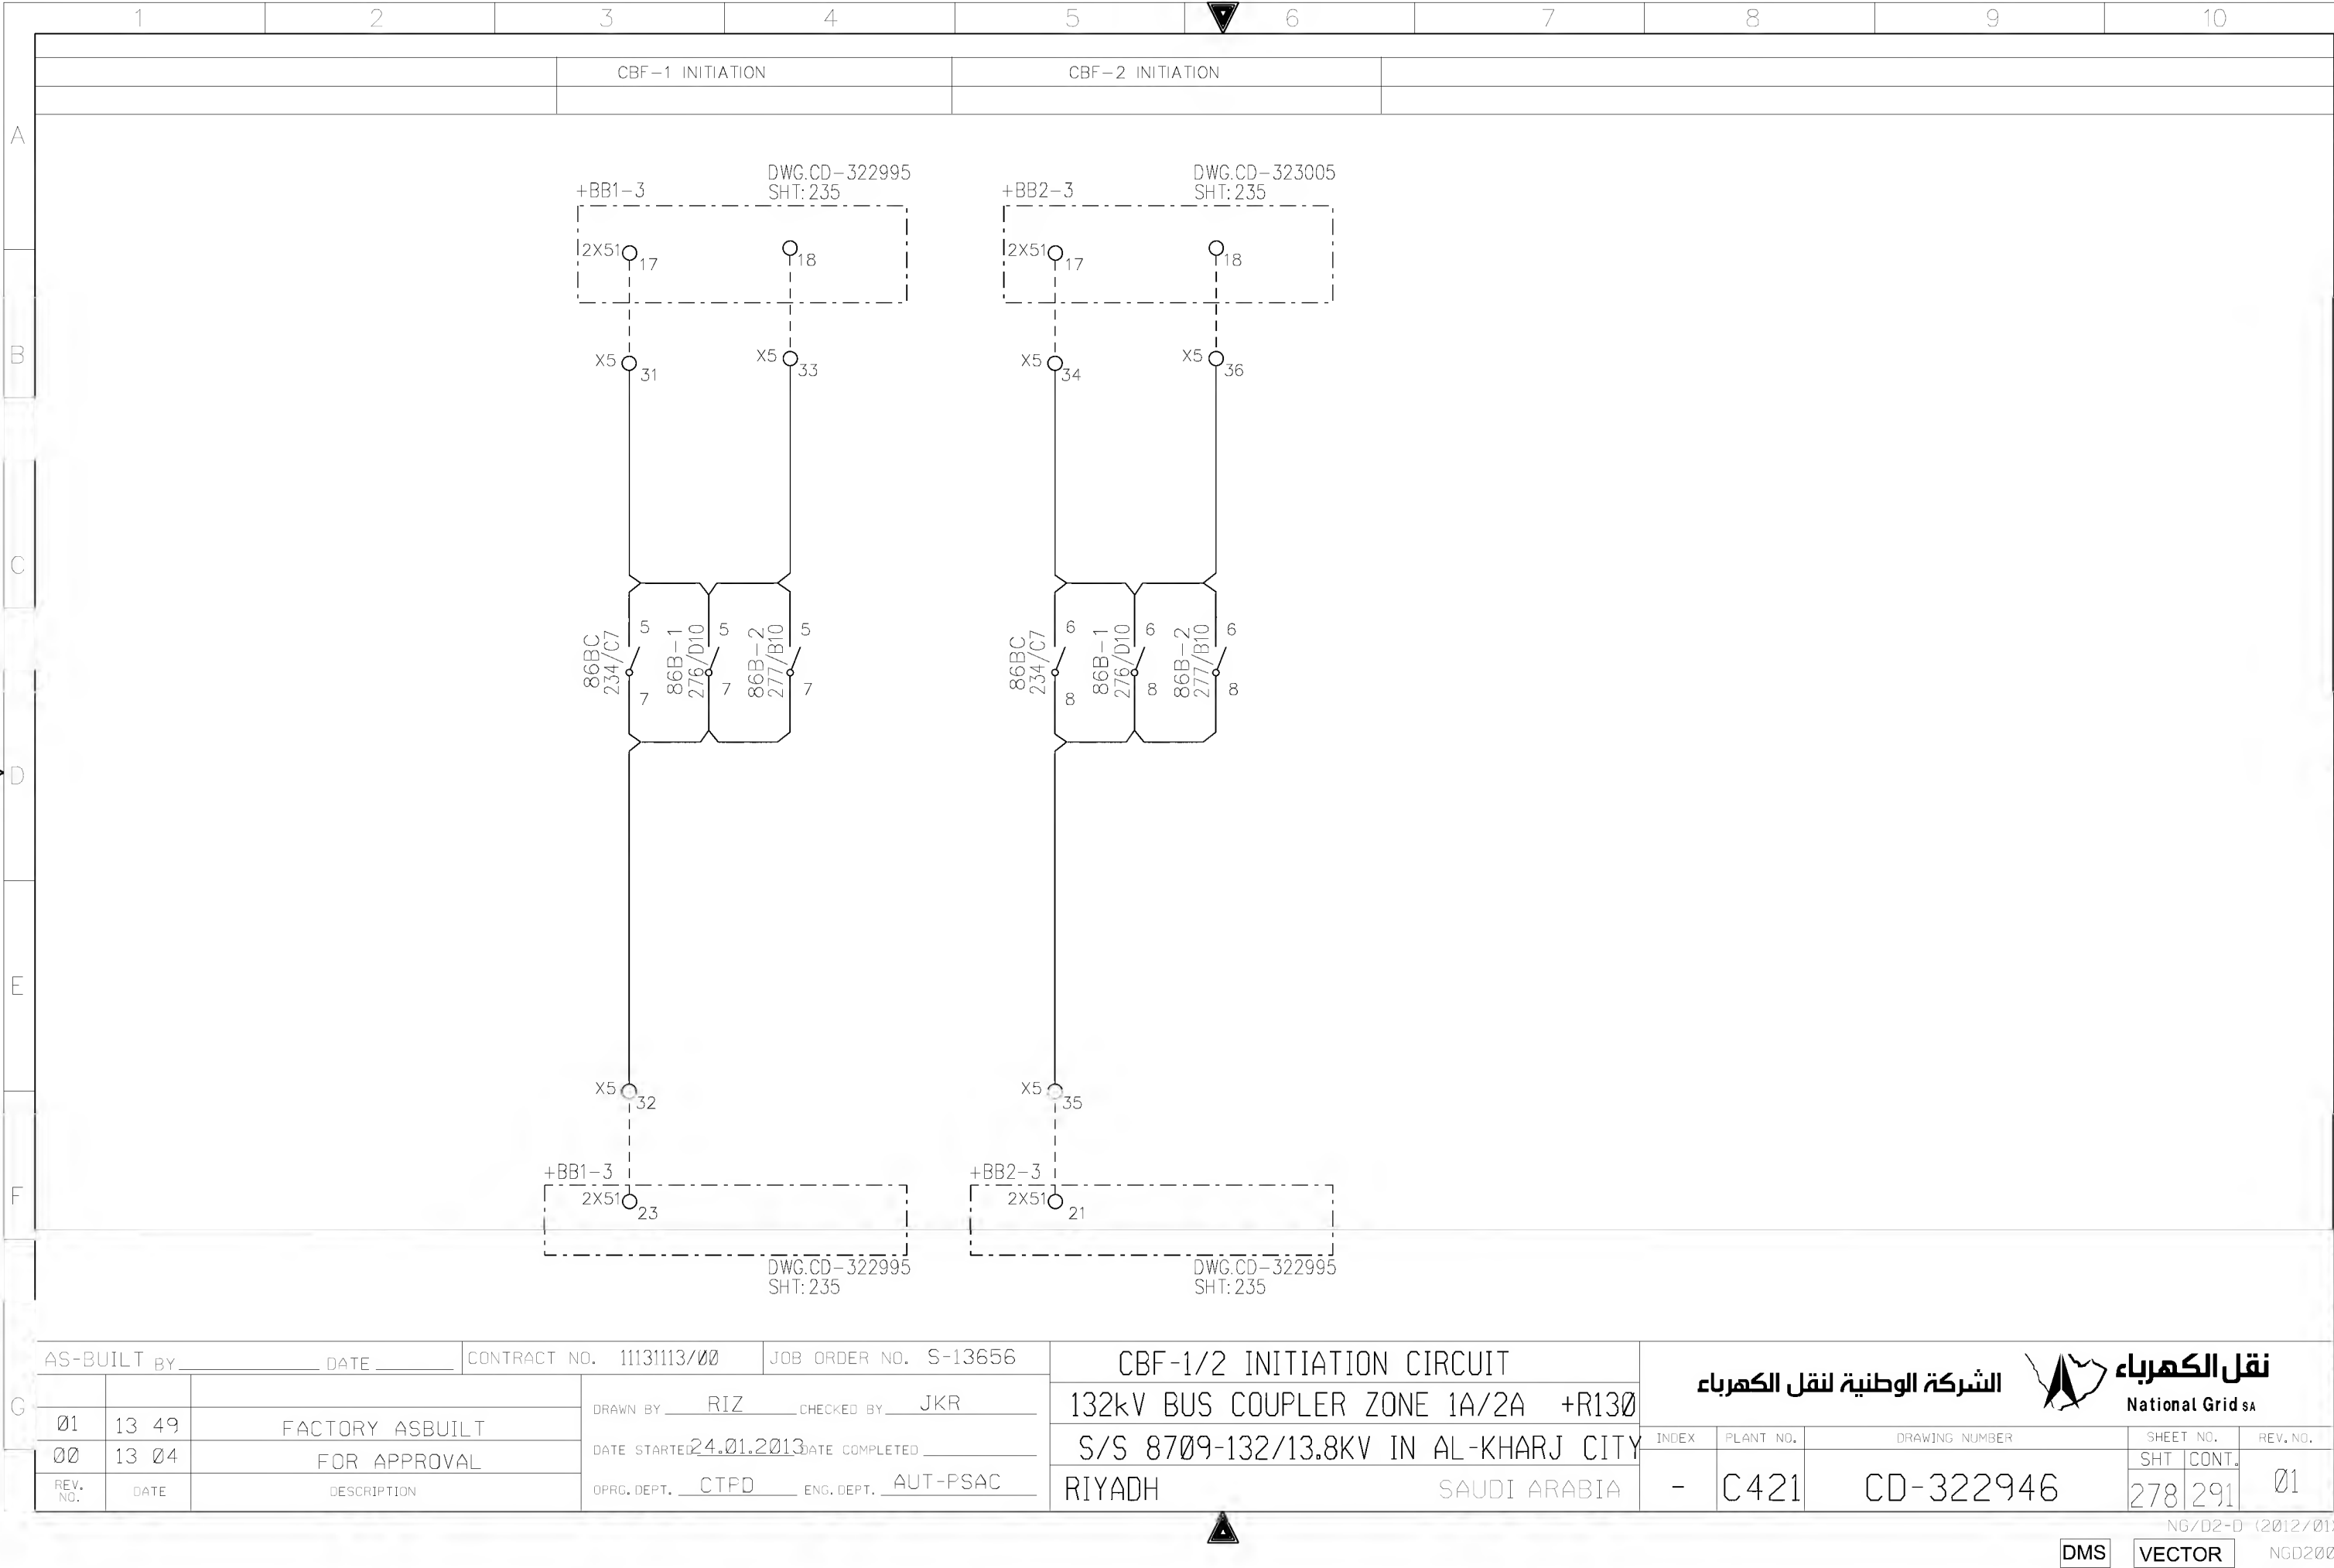 1 2 3 4 5 6 7 8 9 10
CBF-1 INITIATION
CBF-2 INITIATION
A
B
C
D
E
F
G
+BB1-3
DWG.CD-322995
SHT:235
2X51
17
18
X5
31
X5
33
86BC
234/C7
5
7
86B-1
276/D10
5
7
86B-2
277/B10
5
7
X5
32
+BB1-3
2X51
23
DWG.CD-322995
SHT:235
+BB2-3
DWG.CD-323005
SHT:235
2X51
17
18
X5
34
X5
36
86BC
234/C7
6
8
86B-1
276/D10
6
8
86B-2
277/B10
6
8
X5
35
+BB2-3
2X51
21
DWG.CD-322995
SHT:235
AS-BUILT BY DATE
CONTRACT NO. 11131113/00
JOB ORDER NO. S-13656
01 13 49 FACTORY ASBUILT
00 13 04 FOR APPROVAL
REV. NO. DATE DESCRIPTION
DRAWN BY RIZ CHECKED BY JKR
DATE STARTED 24.01.2013 DATE COMPLETED
OPRG. DEPT. CTPD ENG. DEPT. AUT-PSAC
CBF-1/2 INITIATION CIRCUIT
132kV BUS COUPLER ZONE 1A/2A +R130
S/S 8709-132/13.8KV IN AL-KHARJ CITY
RIYADH SAUDI ARABIA
الشركة الوطنية لنقل الكهرباء
نقل الكهرباء
National Grid SA
INDEX PLANT NO. DRAWING NUMBER SHEET NO. REV. NO.
SHT CONT.
- C421 CD-322946 278 291 01
NG/D2-D (2012/01)
DMS VECTOR NGD200